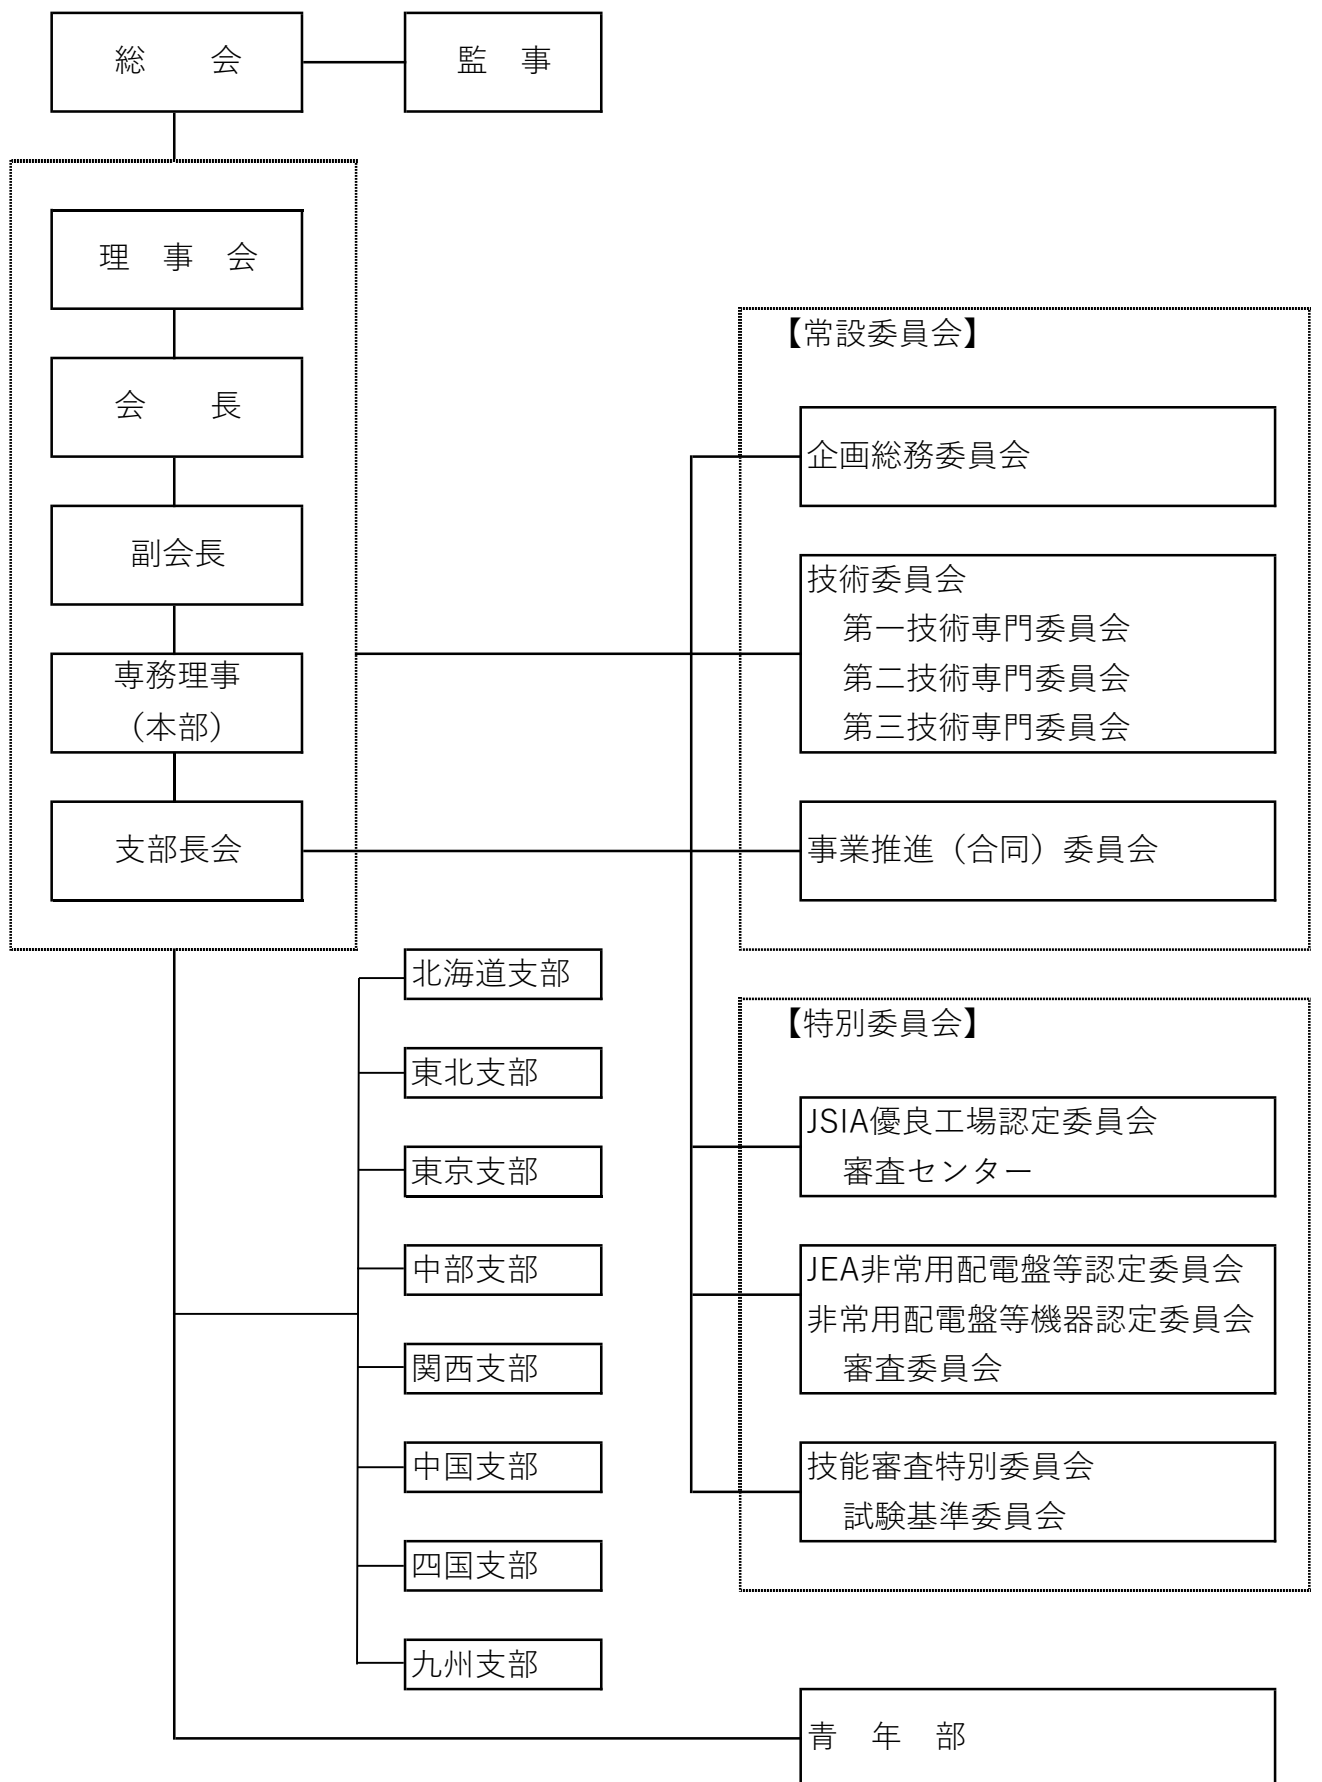 総　　会
監　事
理　事　会
会　　長
副会長
専務理事
（本部）
支部長会
【常設委員会】
企画総務委員会
技術委員会
第一技術専門委員会
第二技術専門委員会
第三技術専門委員会
事業推進（合同）委員会
北海道支部
東北支部
東京支部
中部支部
関西支部
中国支部
四国支部
九州支部
【特別委員会】
JSIA優良工場認定委員会
審査センター
JEA非常用配電盤等認定委員会
非常用配電盤等機器認定委員会
審査委員会
技能審査特別委員会
試験基準委員会
青　年　部